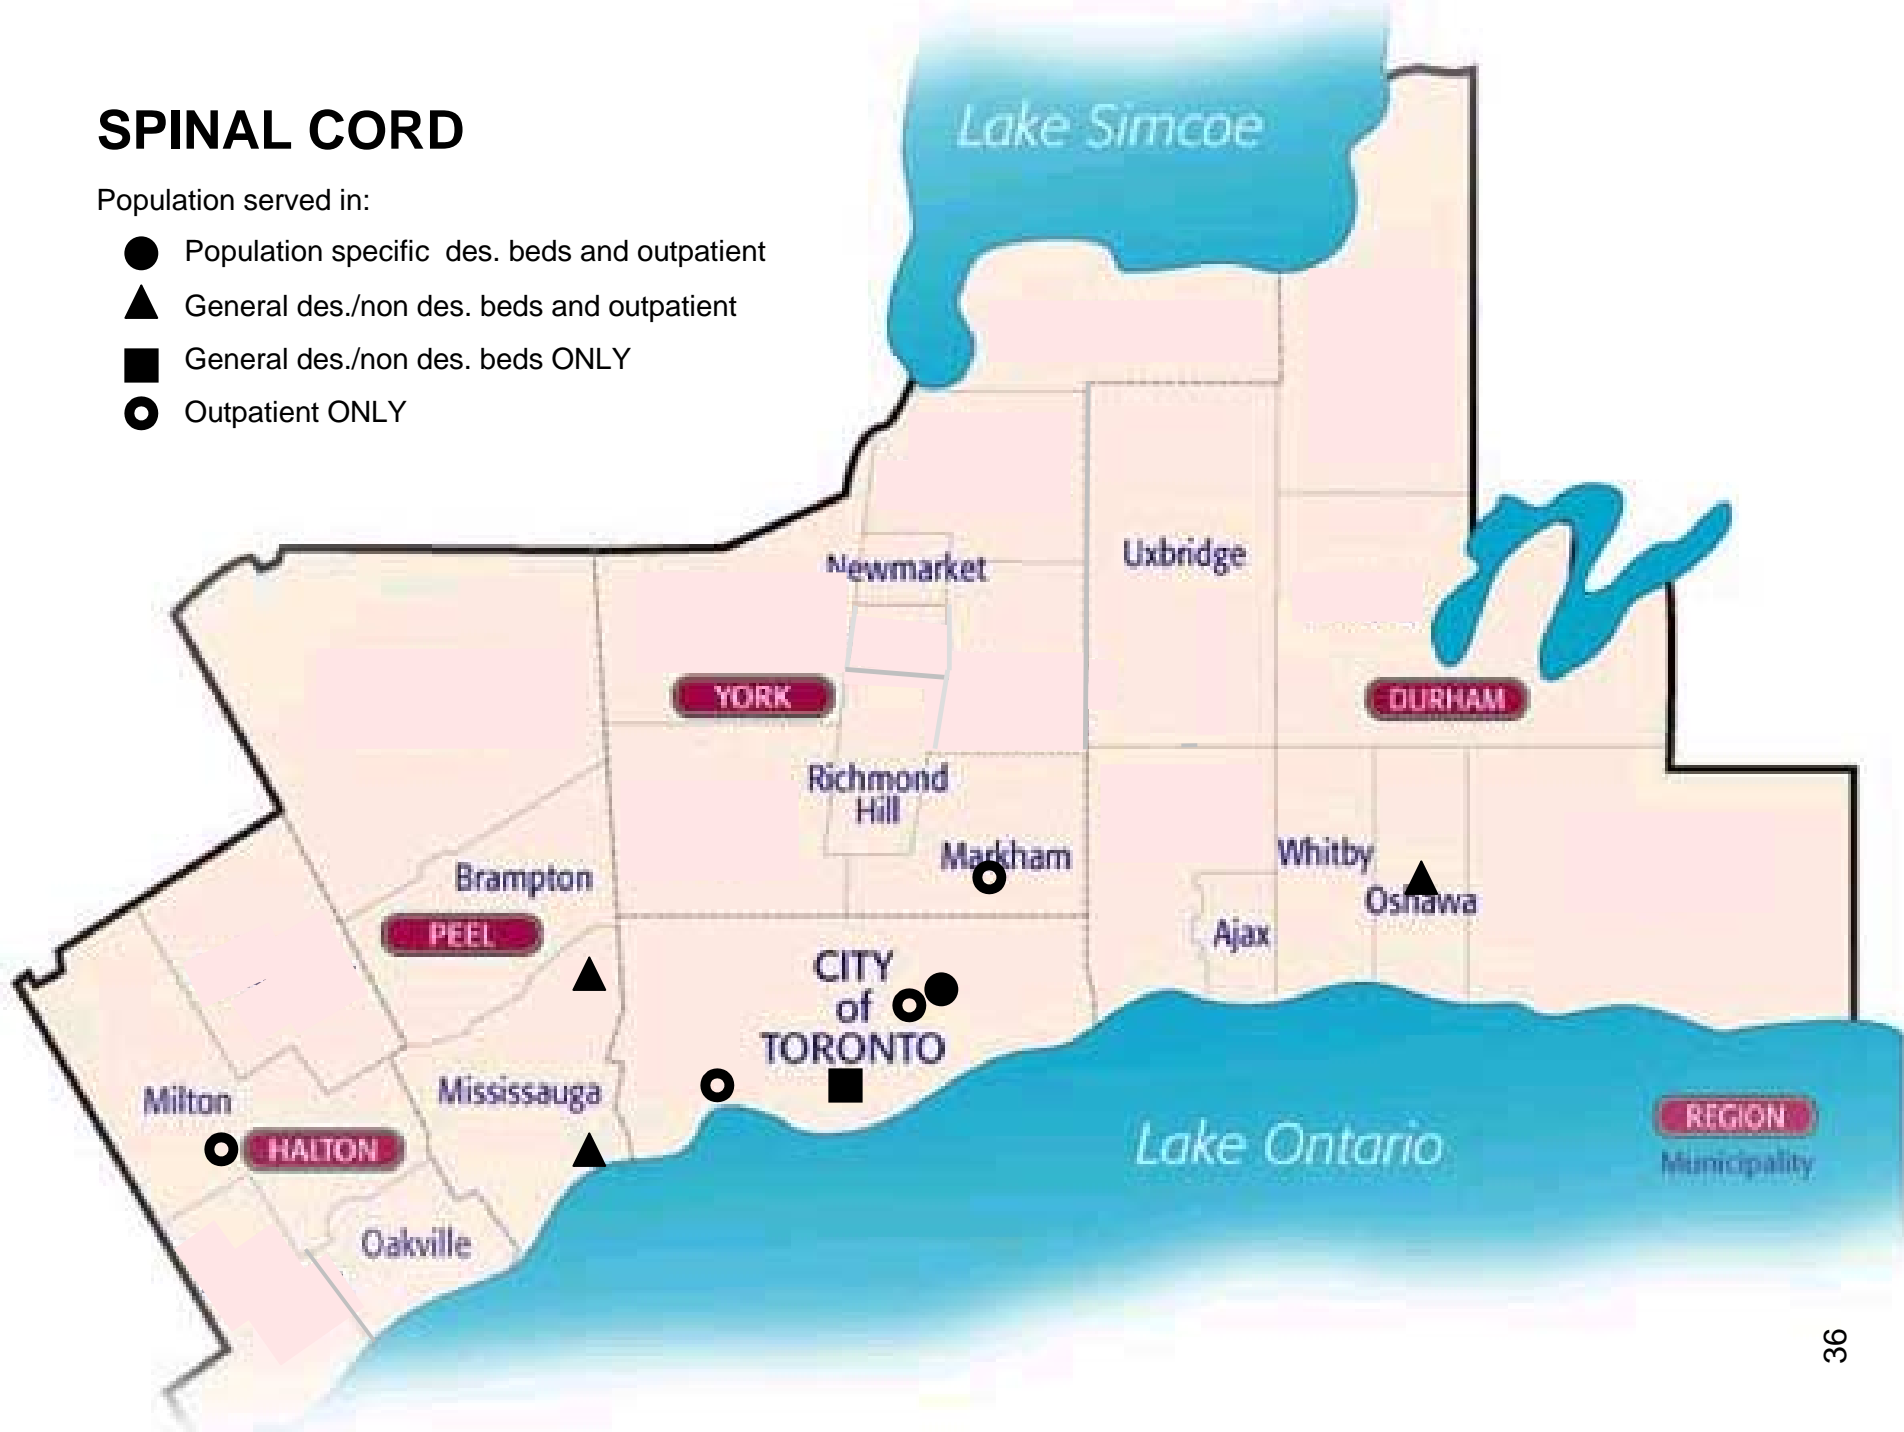 SPINAL CORD
Population served in:
Population specific  des. beds and outpatient
General des./non des. beds and outpatient
General des./non des. beds ONLY
Outpatient ONLY
Lake Simcoe
Newmarket
Uxbridge
YORK
DURHAM
Richmond
Hill
Markham
Brampton
Whitby
Oshawa
PEEL
Ajax
CITY
of
TORONTO
Milton
Mississauga
HALTON
Oakville
Lake Ontario
REGION
Municipality
36